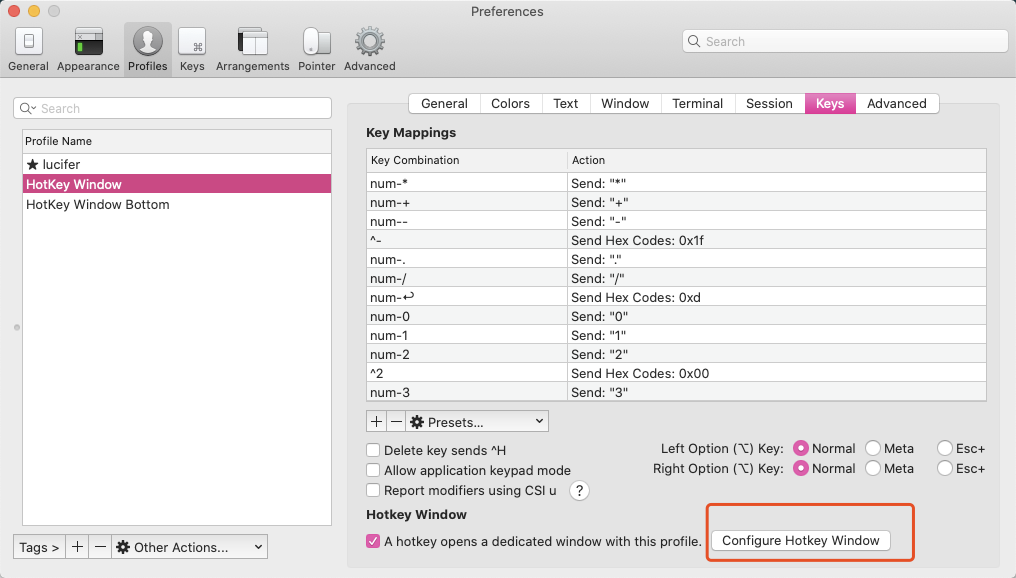 Preferences
General Appearance Profiles Keys Arrangements Pointer Advanced
Search
Search
Profile Name
★ lucifer
HotKey Window
HotKey Window Bottom
Tags > + — Other Actions...
General Colors Text Window Terminal Session Keys Advanced
Key Mappings
Key Combination Action
num-* Send: "*"
num-+ Send: "+"
num-- Send: "-"
^- Send Hex Codes: 0x1f
num-. Send: "."
num-/ Send: "/"
num-↩ Send Hex Codes: 0xd
num-0 Send: "0"
num-1 Send: "1"
num-2 Send: "2"
^2 Send Hex Codes: 0x00
num-3 Send: "3"
+ — Presets...
Delete key sends ^H
Allow application keypad mode
Report modifiers using CSI u ?
Left Option (⌥) Key: Normal Meta Esc+
Right Option (⌥) Key: Normal Meta Esc+
Hotkey Window
A hotkey opens a dedicated window with this profile. Configure Hotkey Window